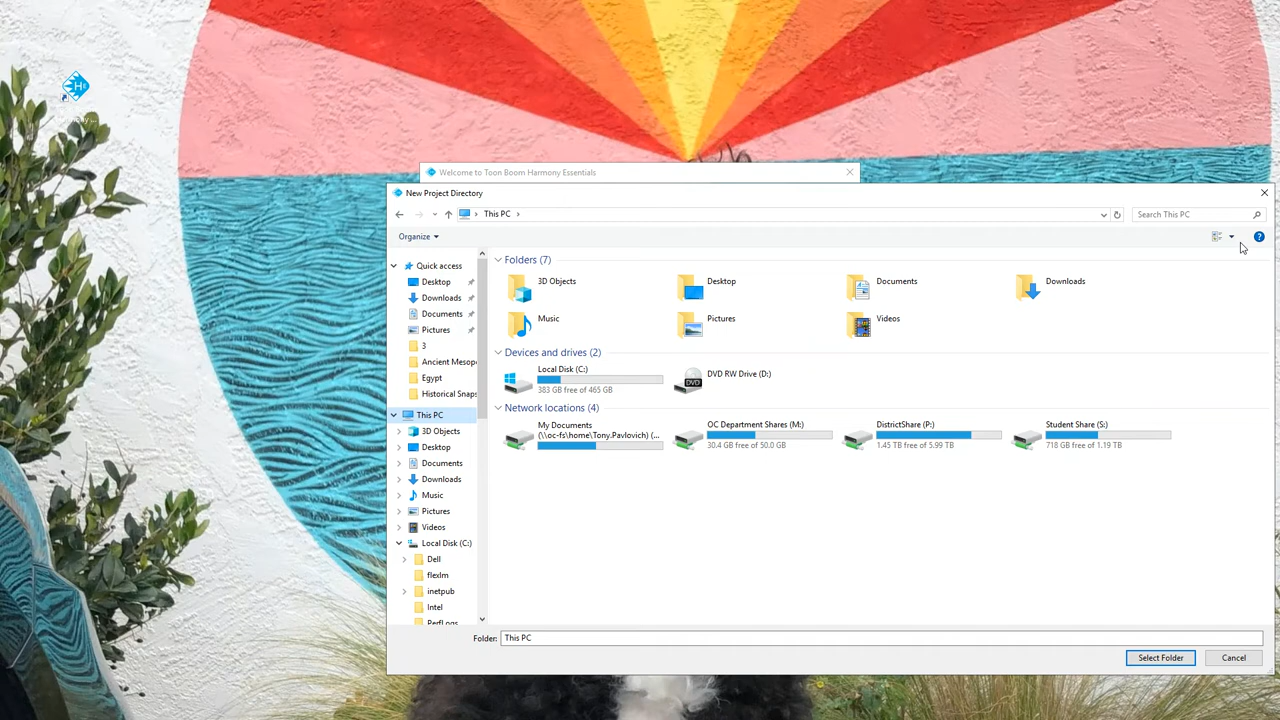 Welcome to Toon Boom Harmony Essentials
New Project Directory
This PC
Search This PC
Organize
Quick access
Desktop
Downloads
Documents
Pictures
3
Ancient Mesop
Egypt
Historical Snaps
This PC
3D Objects
Desktop
Documents
Downloads
Music
Pictures
Videos
Local Disk (C:)
Dell
flexlm
inetpub
Intel
PerfLogs
Folders (7)
3D Objects
Desktop
Documents
Downloads
Music
Pictures
Videos
Devices and drives (2)
Local Disk (C:)
383 GB free of 465 GB
DVD RW Drive (D:)
DVD
Network locations (4)
My Documents
(\\oc-fs\home\Tony.Pavlovich) (...
OC Department Shares (M:)
30.4 GB free of 50.0 GB
DistrictShare (P:)
1.45 TB free of 5.99 TB
Student Share (S:)
718 GB free of 1.19 TB
Folder:
This PC
Select Folder
Cancel